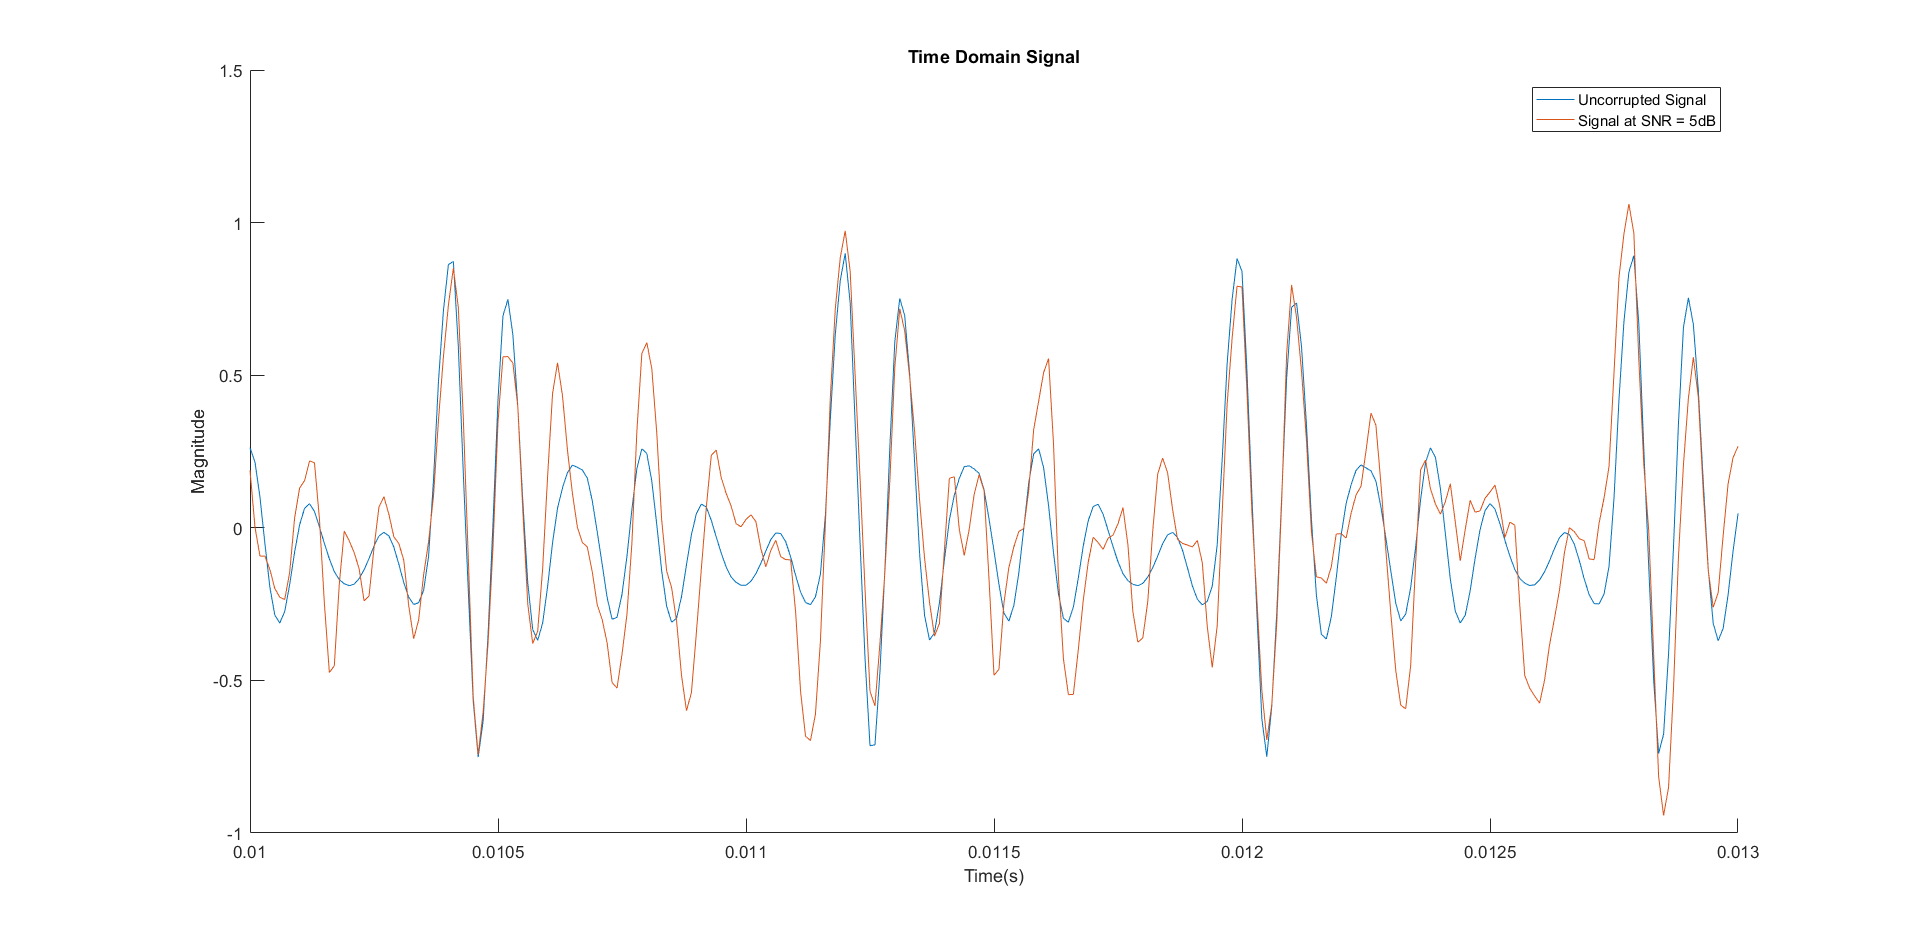 Time Domain Signal
1.5
Uncorrupted Signal
Signal at SNR = 5dB
1
0.5
Magnitude
0
-0.5
-1
0.01 0.0105 0.011 0.0115 0.012 0.0125 0.013
Time(s)